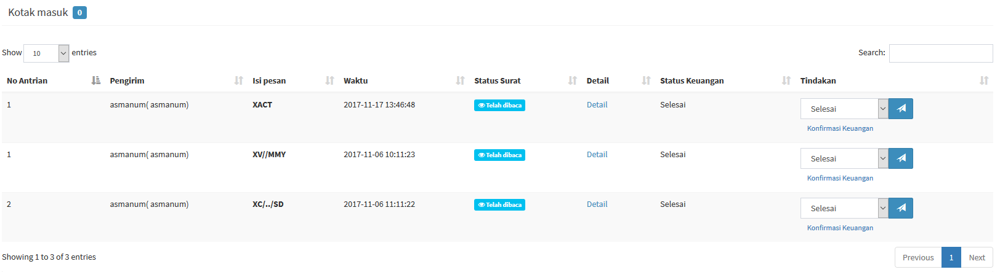 Kotak masuk 0
Show 10 entries Search:
No Antrian Pengirim Isi pesan Waktu Status Surat Detail Status Keuangan Tindakan
1 asmanum( asmanum) XACT 2017-11-17 13:46:48 Telah dibaca Detail Selesai Selesai
Konfirmasi Keuangan
1 asmanum( asmanum) XV//MMY 2017-11-06 10:11:23 Telah dibaca Detail Selesai Selesai
Konfirmasi Keuangan
2 asmanum( asmanum) XC/../SD 2017-11-06 11:11:22 Telah dibaca Detail Selesai Selesai
Konfirmasi Keuangan
Showing 1 to 3 of 3 entries Previous 1 Next